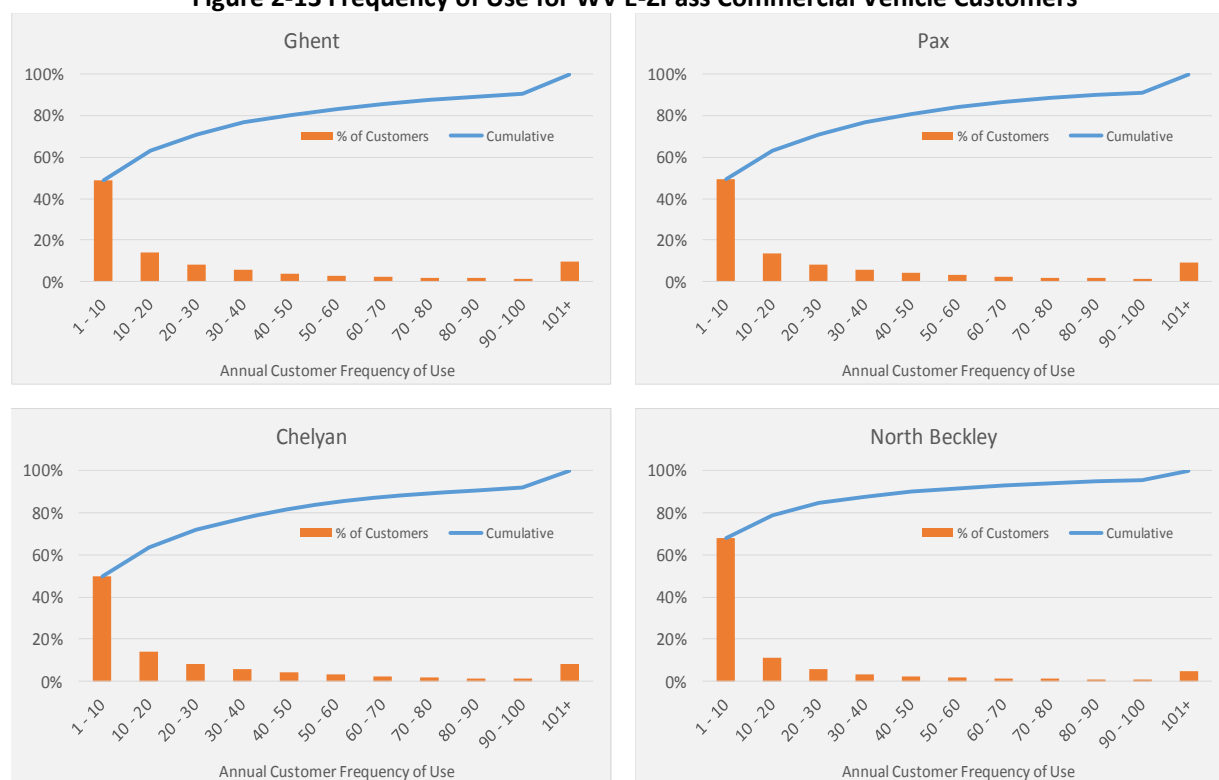 Figure 2-15 Frequency of Use for WV E-ZPass Commercial Vehicle Customers
Ghent
100%
80%
% of Customers Cumulative
60%
40%
20%
0%
1 - 10 10 - 20 20 - 30 30 - 40 40 - 50 50 - 60 60 - 70 70 - 80 80 - 90 90 - 100 101+
Annual Customer Frequency of Use
Pax
100%
80%
% of Customers Cumulative
60%
40%
20%
0%
1 - 10 10 - 20 20 - 30 30 - 40 40 - 50 50 - 60 60 - 70 70 - 80 80 - 90 90 - 100 101+
Annual Customer Frequency of Use
Chelyan
100%
80%
% of Customers Cumulative
60%
40%
20%
0%
1 - 10 10 - 20 20 - 30 30 - 40 40 - 50 50 - 60 60 - 70 70 - 80 80 - 90 90 - 100 101+
Annual Customer Frequency of Use
North Beckley
100%
80%
% of Customers Cumulative
60%
40%
20%
0%
1 - 10 10 - 20 20 - 30 30 - 40 40 - 50 50 - 60 60 - 70 70 - 80 80 - 90 90 - 100 101+
Annual Customer Frequency of Use